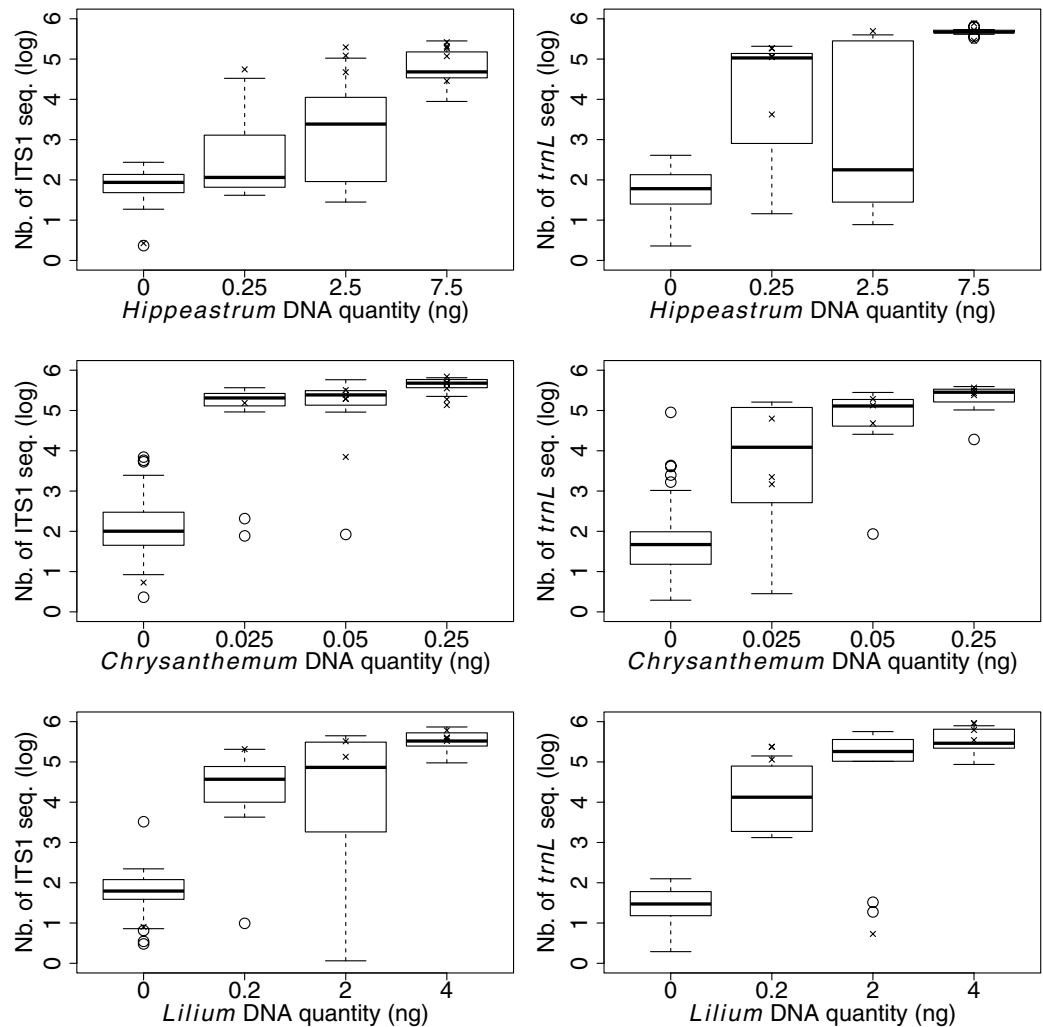 Nb. of ITS1 seq. (log)
0 1 2 3 4 5 6
0 0.25 2.5 7.5
Hippeastrum DNA quantity (ng)
Nb. of trnL seq. (log)
0 1 2 3 4 5 6
0 0.25 2.5 7.5
Hippeastrum DNA quantity (ng)
Nb. of ITS1 seq. (log)
0 1 2 3 4 5 6
0 0.025 0.05 0.25
Chrysanthemum DNA quantity (ng)
Nb. of trnL seq. (log)
0 1 2 3 4 5 6
0 0.025 0.05 0.25
Chrysanthemum DNA quantity (ng)
Nb. of ITS1 seq. (log)
0 1 2 3 4 5 6
0 0.2 2 4
Lilium DNA quantity (ng)
Nb. of trnL seq. (log)
0 1 2 3 4 5 6
0 0.2 2 4
Lilium DNA quantity (ng)